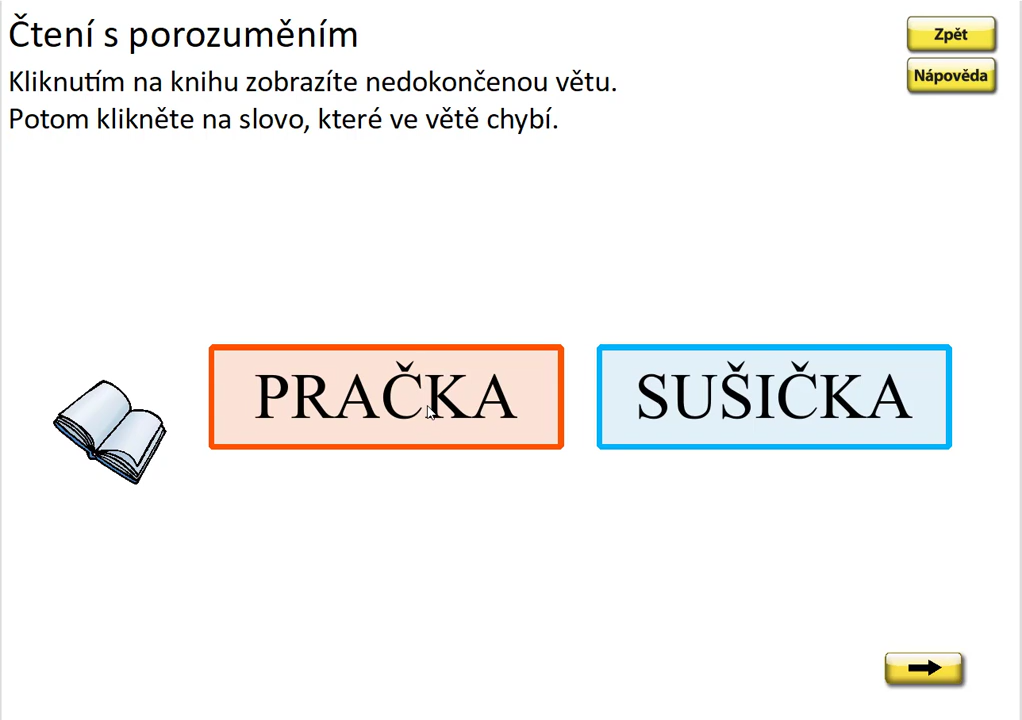 Čtení s porozuměním
Zpět
Kliknutím na knihu zobrazíte nedokončenou větu.
Nápověda
Potom klikněte na slovo, které ve větě chybí.
PRAČKA
SUŠIČKA